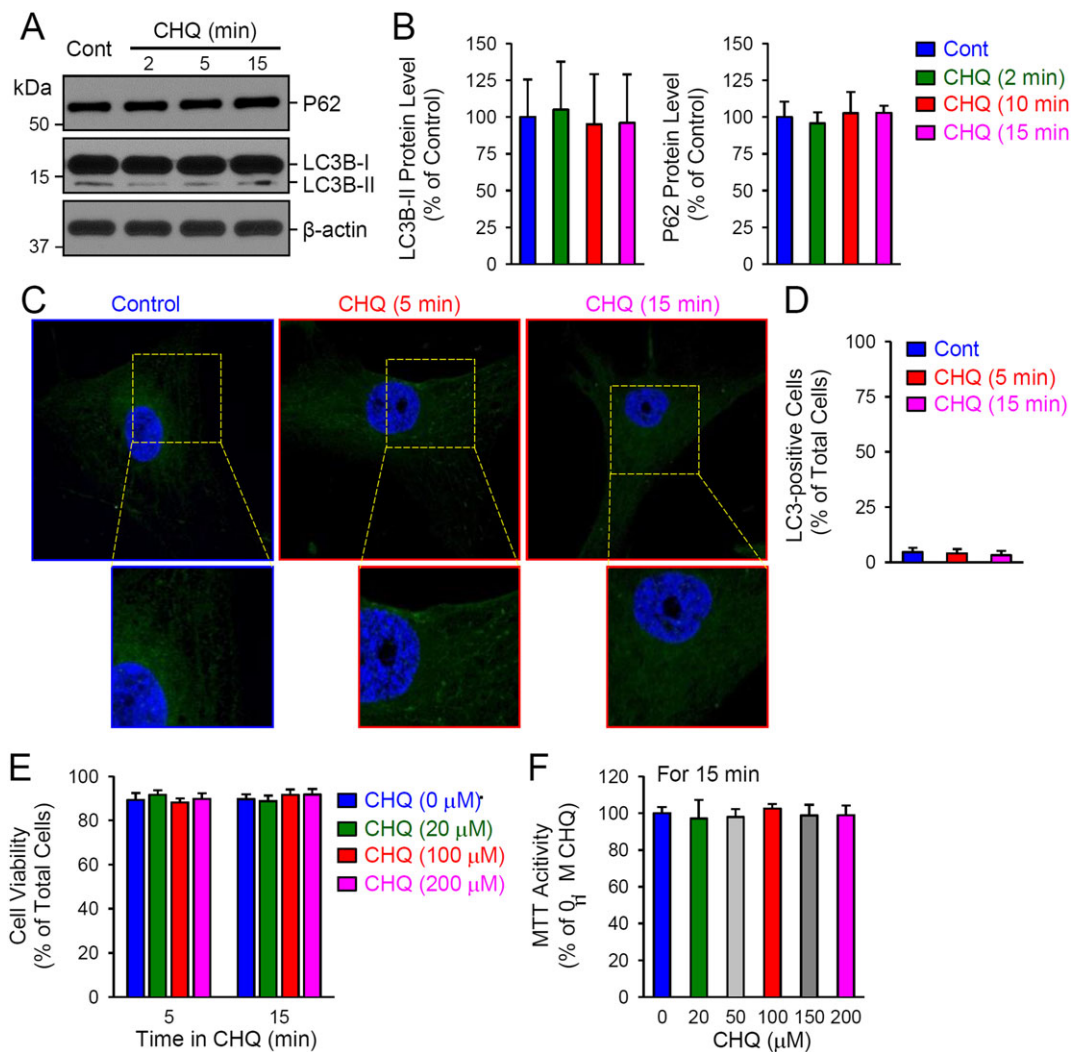 A
CHQ (min)
Cont
2 5 15
kDa
P62
50
LC3B-I
15
LC3B-II
β-actin
37
B
LC3B-II Protein Level
(% of Control)
150
125
100
75
50
25
0
P62 Protein Level
(% of Control)
150
125
100
75
50
25
0
Cont
CHQ (2 min)
CHQ (10 min
CHQ (15 min
C
Control
CHQ (5 min)
CHQ (15 min)
D
LC3-positive Cells
(% of Total Cells)
100
75
50
25
0
Cont
CHQ (5 min)
CHQ (15 min)
E
Cell Viability
(% of Total Cells)
100
80
60
40
20
0
5 15
Time in CHQ (min)
CHQ (0 μM)
CHQ (20 μM)
CHQ (100 μM)
CHQ (200 μM)
F
For 15 min
MTT Acitivity
(% of 0 M CHQ)
120
100
80
60
40
20
0
0 20 50 100 150 200
CHQ (μM)